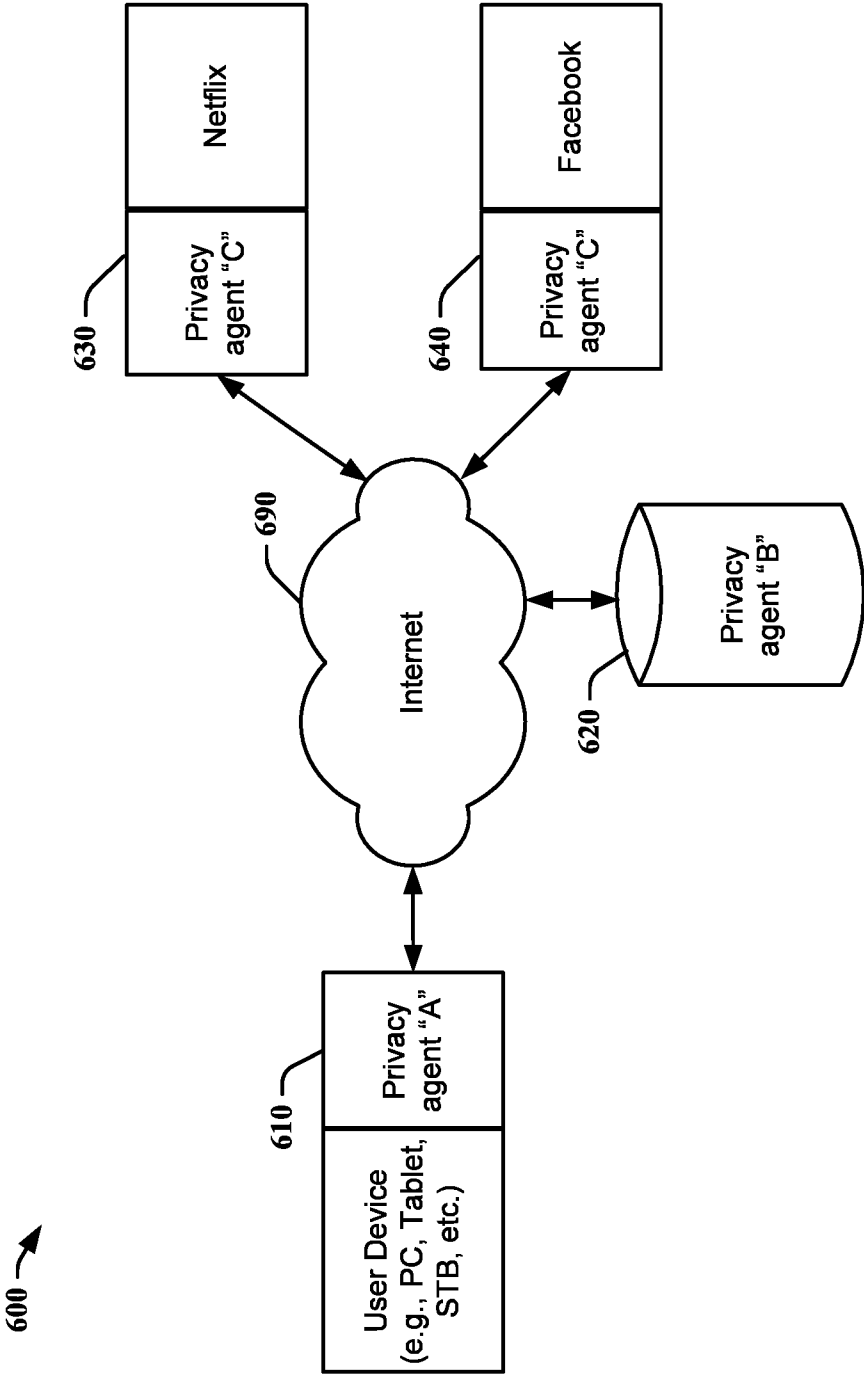 600
User Device
(e.g., PC, Tablet,
STB, etc.)
610
Privacy
agent "A"
Internet
690
620
Privacy
agent "B"
630
Privacy
agent "C"
Netflix
640
Privacy
agent "C"
Facebook